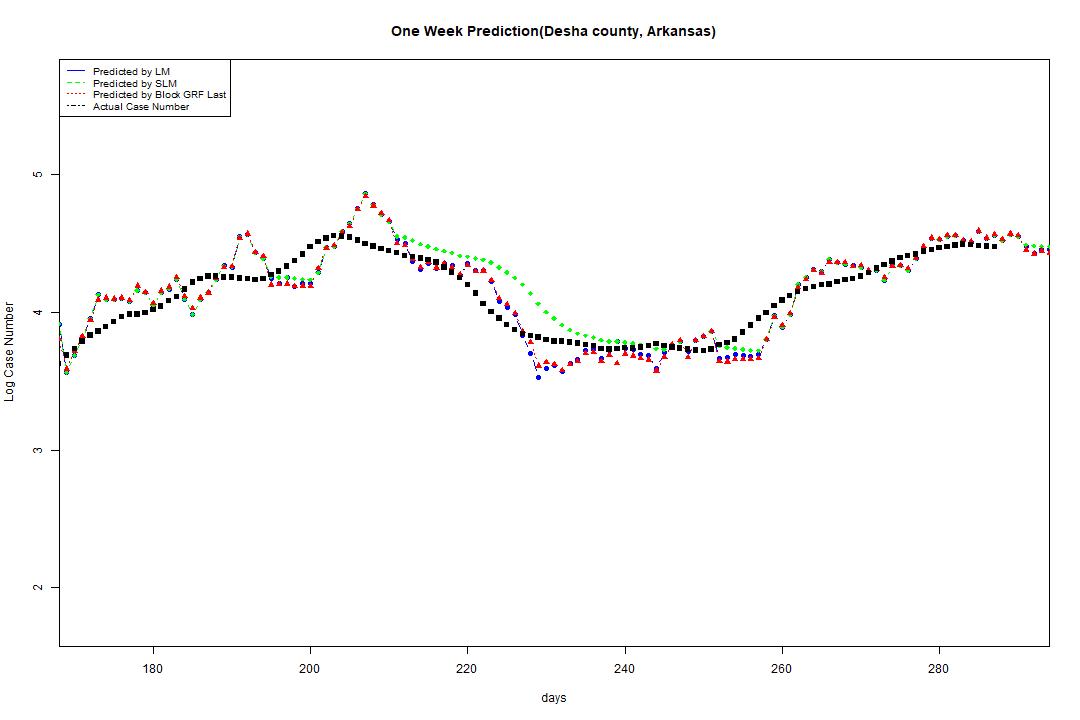 One Week Prediction(Desha county, Arkansas)
Predicted by LM
Predicted by SLM
Predicted by Block GRF Last
Actual Case Number
5
4
3
2
Log Case Number
180 200 220 240 260 280
days